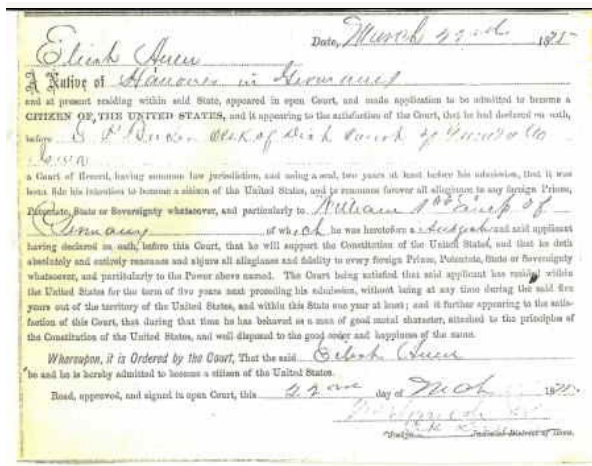 Date, March 22nd 1875
A Native of Hanover in Germany
and at present residing within said State, appeared in open Court, and made application to be admitted to become a
CITIZEN OF THE UNITED STATES, and it appearing to the satisfaction of the Court, that he had declared on oath,
before Clerk of Dist Court of
Iowa
a Court of Record, having common law jurisdiction, and using a seal, two years at least before his admission, that it was
bona fide his intention to become a citizen of the United States, and to renounce forever all allegiance to any foreign Prince,
Potentate, State or Sovereignty whatsoever, and particularly to William 1st Emp of
Germany of which he was heretofore a subject and said applicant
having declared on oath, before this Court, that he will support the Constitution of the United States, and that he doth
absolutely and entirely renounce and abjure all allegiance and fidelity to every foreign Prince, Potentate, State or Sovereignty
whatsoever, and particularly to the Power above named. The Court being satisfied that said applicant has resided within
the United States for the term of five years next preceding his admission, without being at any time during the said five
years out of the territory of the United States, and within this State one year at least; and it further appearing to the satis-
faction of this Court, that during that time he has behaved as a man of good moral character, attached to the principles of
the Constitution of the United States, and well disposed to the good order and happiness of the same.
Whereupon, it is Ordered by the Court, That the said
be and he is hereby admitted to become a citizen of the United States.
Read, approved, and signed in open Court, this 22nd day of Mch 1875.
Judge Judicial District of Iowa.